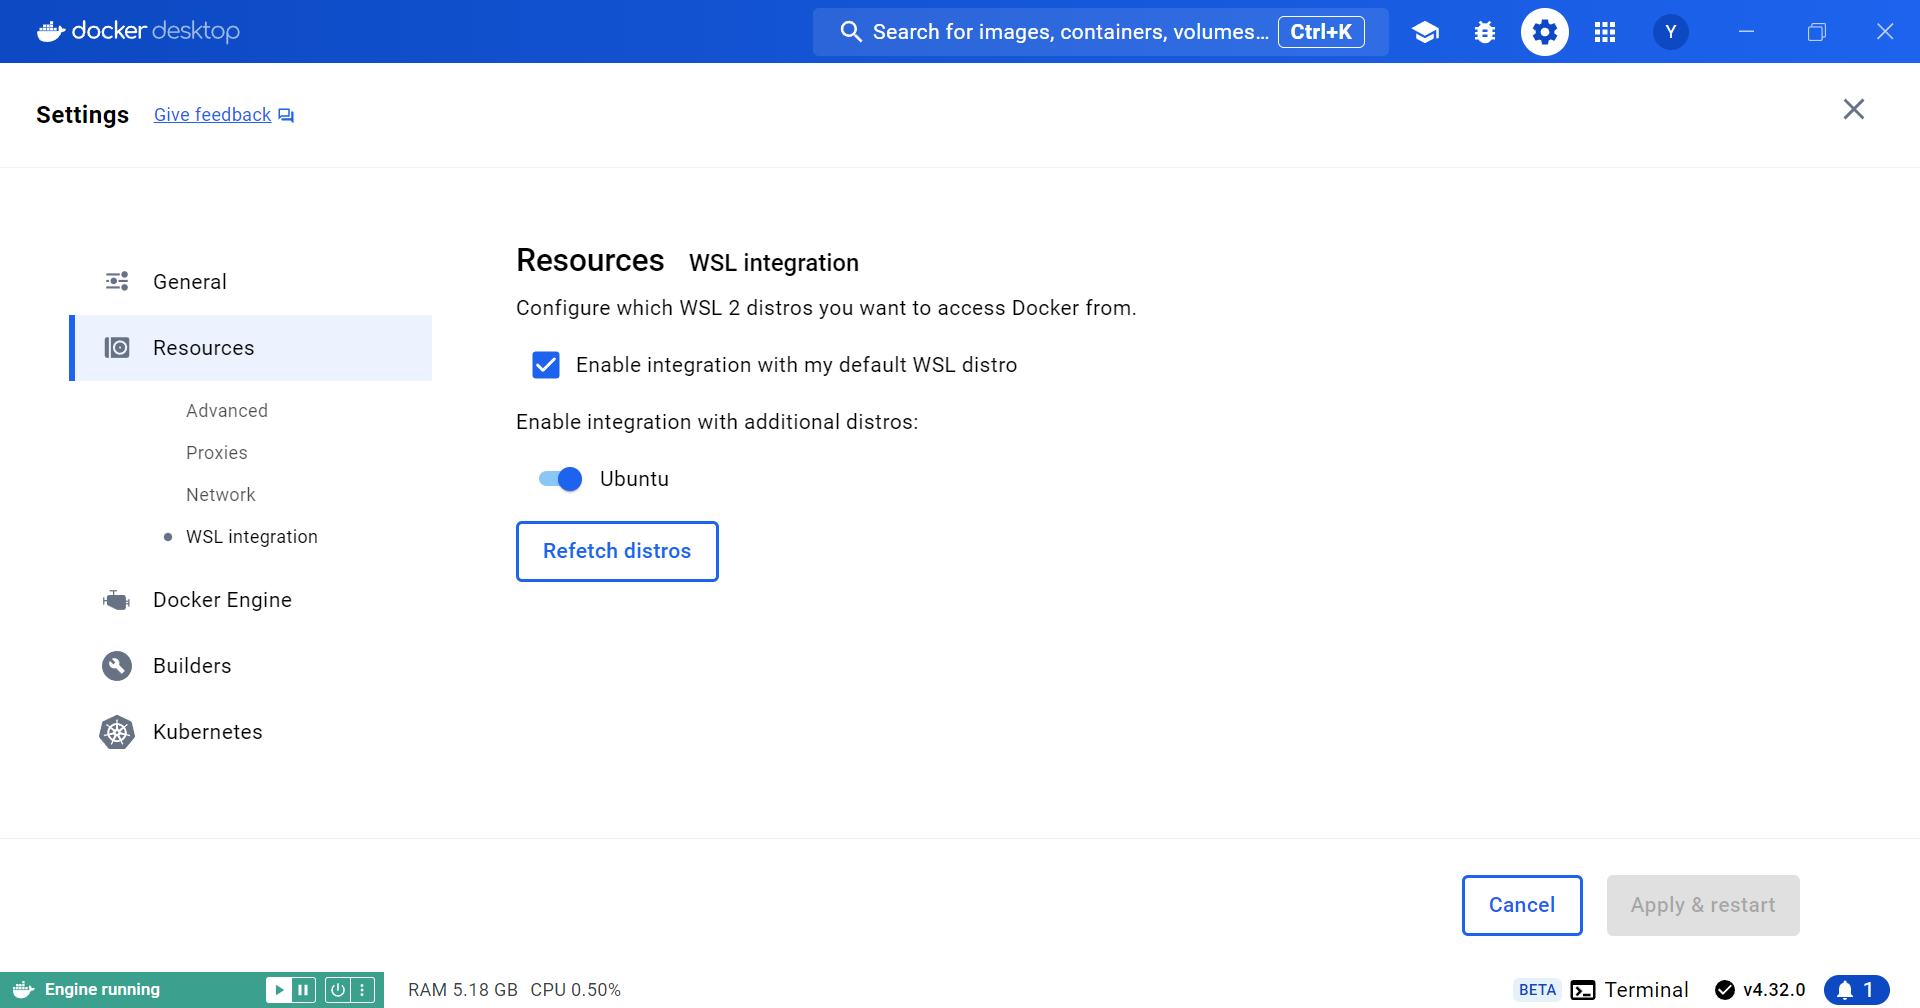 docker desktop
Search for images, containers, volumes... Ctrl+K
Y
Settings Give feedback
General
Resources
Advanced
Proxies
Network
WSL integration
Docker Engine
Builders
Kubernetes
Resources WSL integration
Configure which WSL 2 distros you want to access Docker from.
Enable integration with my default WSL distro
Enable integration with additional distros:
Ubuntu
Refetch distros
Cancel Apply & restart
Engine running RAM 5.18 GB CPU 0.50% BETA Terminal v4.32.0 1